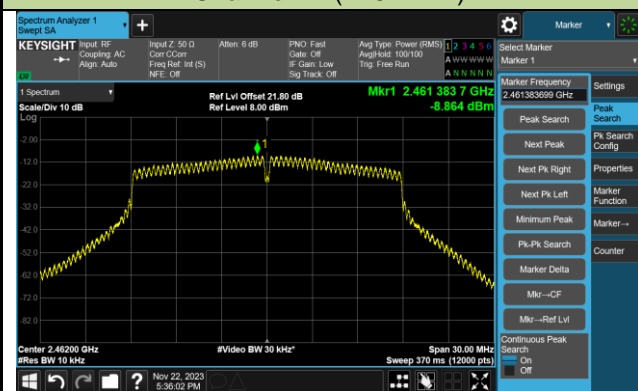 Spectrum Analyzer 1
Swept SA
Marker
KEYSIGHT
Input: RF
Coupling: AC
Align: Auto
Input Z: 50 Ω
Corr CCorr
Freq Ref: Int (S)
NFE: Off
Atten: 6 dB
PNO: Fast
Gate: Off
IF Gain: Low
Sig Track: Off
Avg Type: Power (RMS)
Avg|Hold: 100/100
Trig: Free Run
1 2 3 4 5 6
A W W W W W
A N N N N N
Select Marker
Marker 1
LXI
1 Spectrum
Scale/Div 10 dB
Log
Ref Lvl Offset 21.80 dB
Ref Level 8.00 dBm
Mkr1 2.461 383 7 GHz
-8.864 dBm
1
-2.00
-12.0
-22.0
-32.0
-42.0
-52.0
-62.0
-72.0
-82.0
Center 2.46200 GHz
#Res BW 10 kHz
#Video BW 30 kHz*
Span 30.00 MHz
Sweep 370 ms (12000 pts)
Marker Frequency
2.461383699 GHz
Peak Search
Next Peak
Next Pk Right
Next Pk Left
Minimum Peak
Pk-Pk Search
Marker Delta
Mkr→CF
Mkr→Ref Lvl
Continuous Peak
Search
On
Off
Settings
Peak
Search
Pk Search
Config
Properties
Marker
Function
Marker→
Counter
Nov 22, 2023
5:36:02 PM